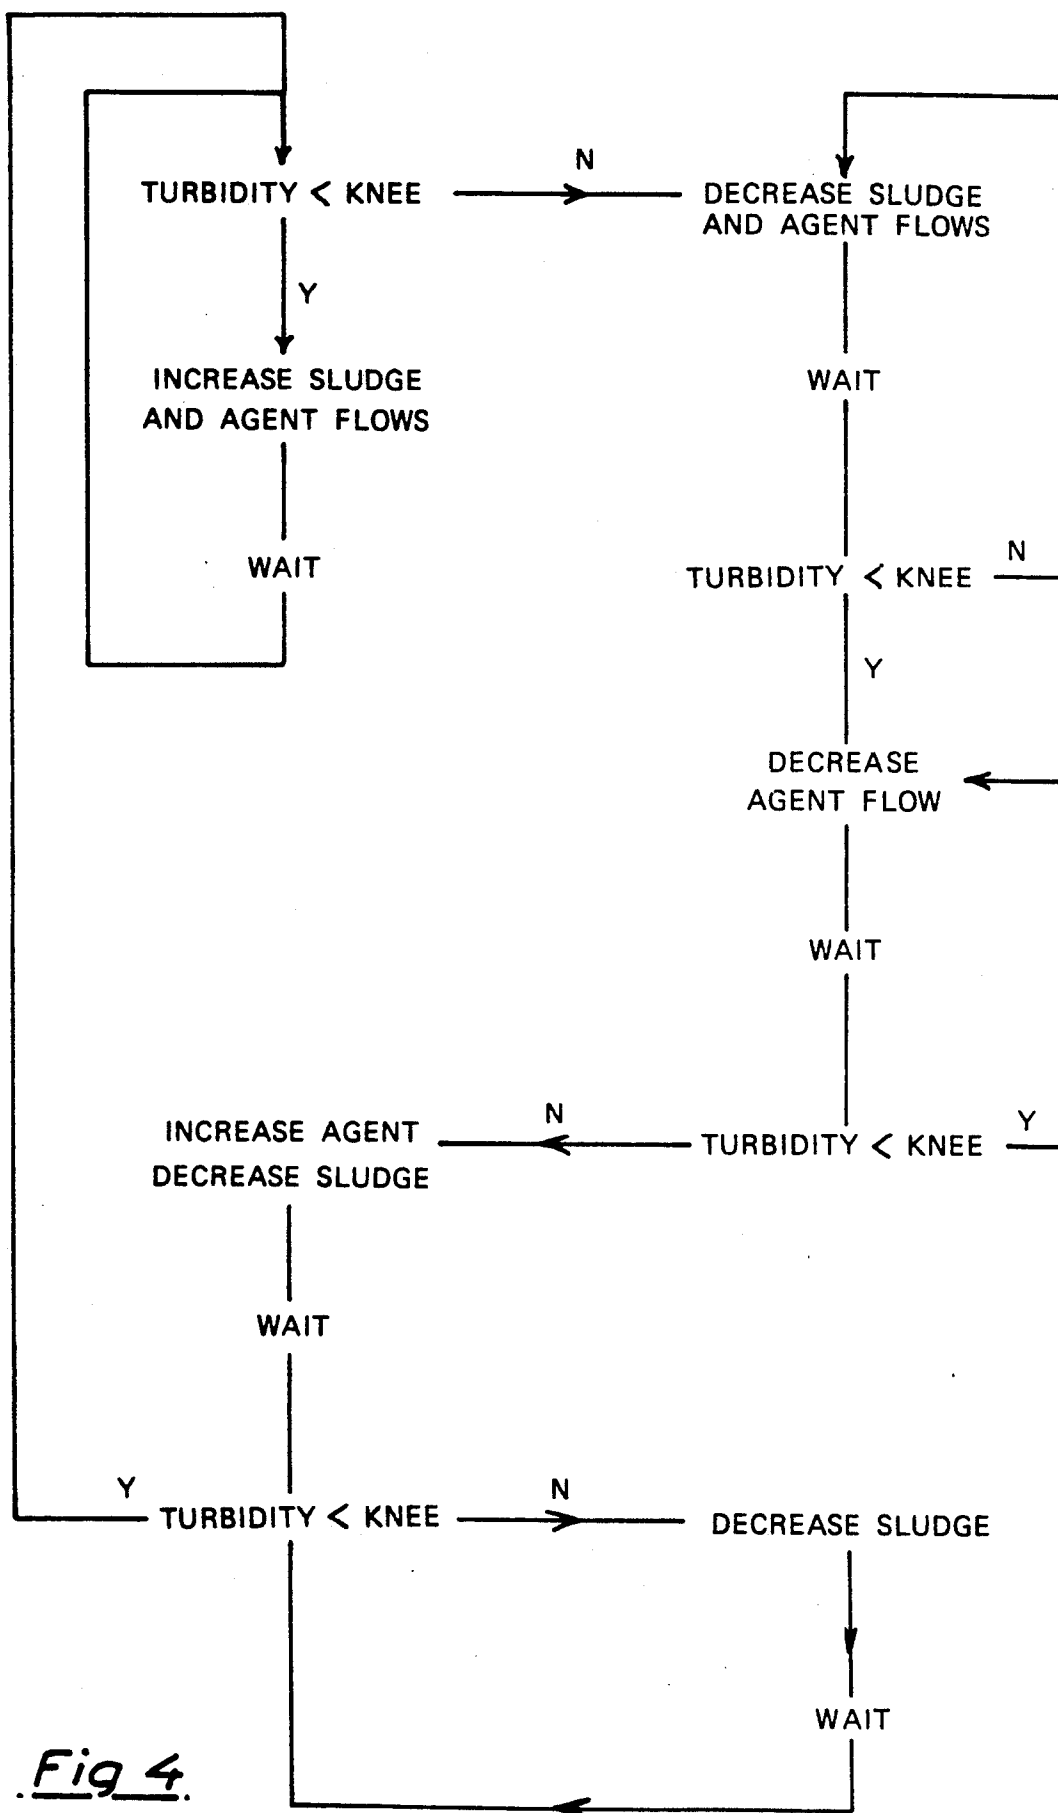 TURBIDITY < KNEE
N
DECREASE SLUDGE
AND AGENT FLOWS
Y
INCREASE SLUDGE
AND AGENT FLOWS
WAIT
WAIT
TURBIDITY < KNEE
N
Y
DECREASE
AGENT FLOW
WAIT
INCREASE AGENT
DECREASE SLUDGE
N
TURBIDITY < KNEE
Y
WAIT
Y
TURBIDITY < KNEE
N
DECREASE SLUDGE
WAIT
Fig 4.